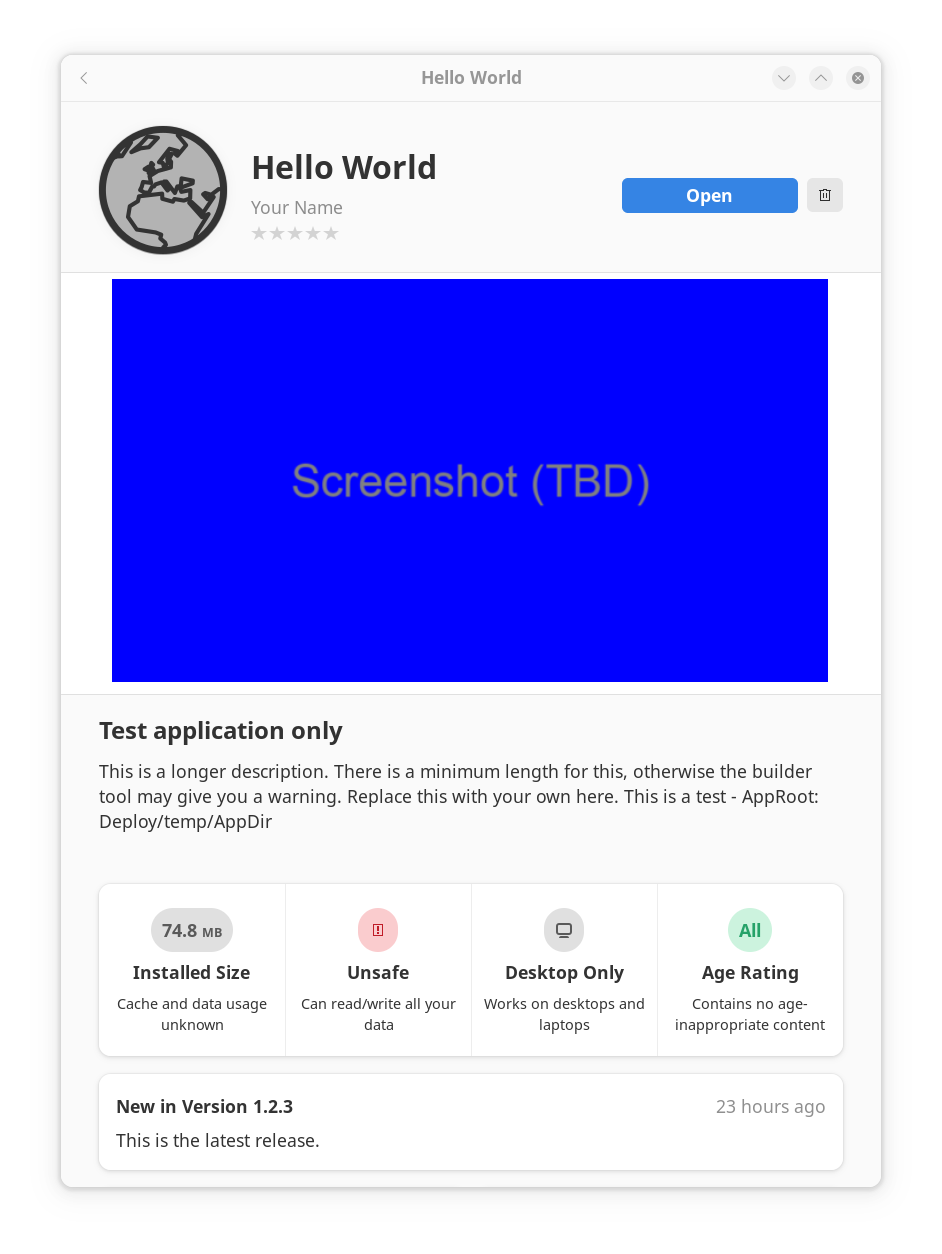 Hello World
Hello World
Your Name
Open
Screenshot (TBD)
Test application only
This is a longer description. There is a minimum length for this, otherwise the builder
tool may give you a warning. Replace this with your own here. This is a test - AppRoot:
Deploy/temp/AppDir
74.8 MB
Installed Size
Cache and data usage
unknown
Unsafe
Can read/write all your
data
Desktop Only
Works on desktops and
laptops
All
Age Rating
Contains no age-
inappropriate content
New in Version 1.2.3
23 hours ago
This is the latest release.